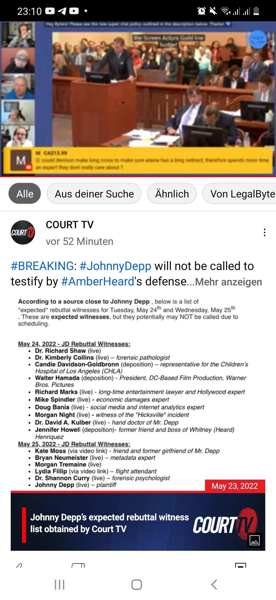 23:10
Hey Byload Please use the new super chat policy outlined in the description below. Thanks
the Screen Actors Guild low
budget
M CA$13.99
Q: could demison make long cross to make sure elaine has a long redirect, therefore spends more time
an expert they dont really care about ?
M
Alle
Aus deiner Suche
Ähnlich
Von LegalByte
COURT TV
COURT TV
vor 52 Minuten
#BREAKING: #JohnnyDepp will not be called to
testify by #AmberHeard's defense...Mehr anzeigen
According to a source close to Johnny Depp , below is a list
of "expected rebuttal witnesses for Tuesday, May 24th and Wednesday, May 25th
. These are expected witnesses, but they potentially may NOT be called due to
scheduling.
May 24, 2022 - JD Rebuttal Witnesses:
• Dr. Richard Shaw (live)
• Dr. Kimberly Collins (live) – forensic pathologist
• Candie Davidson-Goldbronn (deposition) – representative for the Children's
Hospital of Los Angeles (CHLA)
• Walter Hamada (deposition) - President, DC-Based Film Production, Warner
Bros. Pictures
• Richard Marks (live) - long-time entertainment lawyer and Hollywood expert
• Mike Spindler (live) – economic damages expert
• Doug Bania (live) - social media and internet analytics expert
• Morgan Night (live) - witness of the "Hicksville" incident
• Dr. David A. Kulber (live) - hand doctor of Mr. Depp
• Jennifer Howell (deposition)- former friend and boss of Whitney (Heard)
Henriquez
May 25, 2022 - JD Rebuttal Witnesses:
• Kate Moss (via video link) - friend and former girlfriend of Mr. Depp
• Bryan Neumeister (live) – metadata expert
• Morgan Tremaine (live)
• Lydia Fillip (via video link) – flight attendant
• Dr. Shannon Curry (live) – forensic psychologist
• Johnny Depp (live) – plaintiff
May 23, 2022
Johnny Depp's expected rebuttal witness
list obtained by Court TV
COURT TV